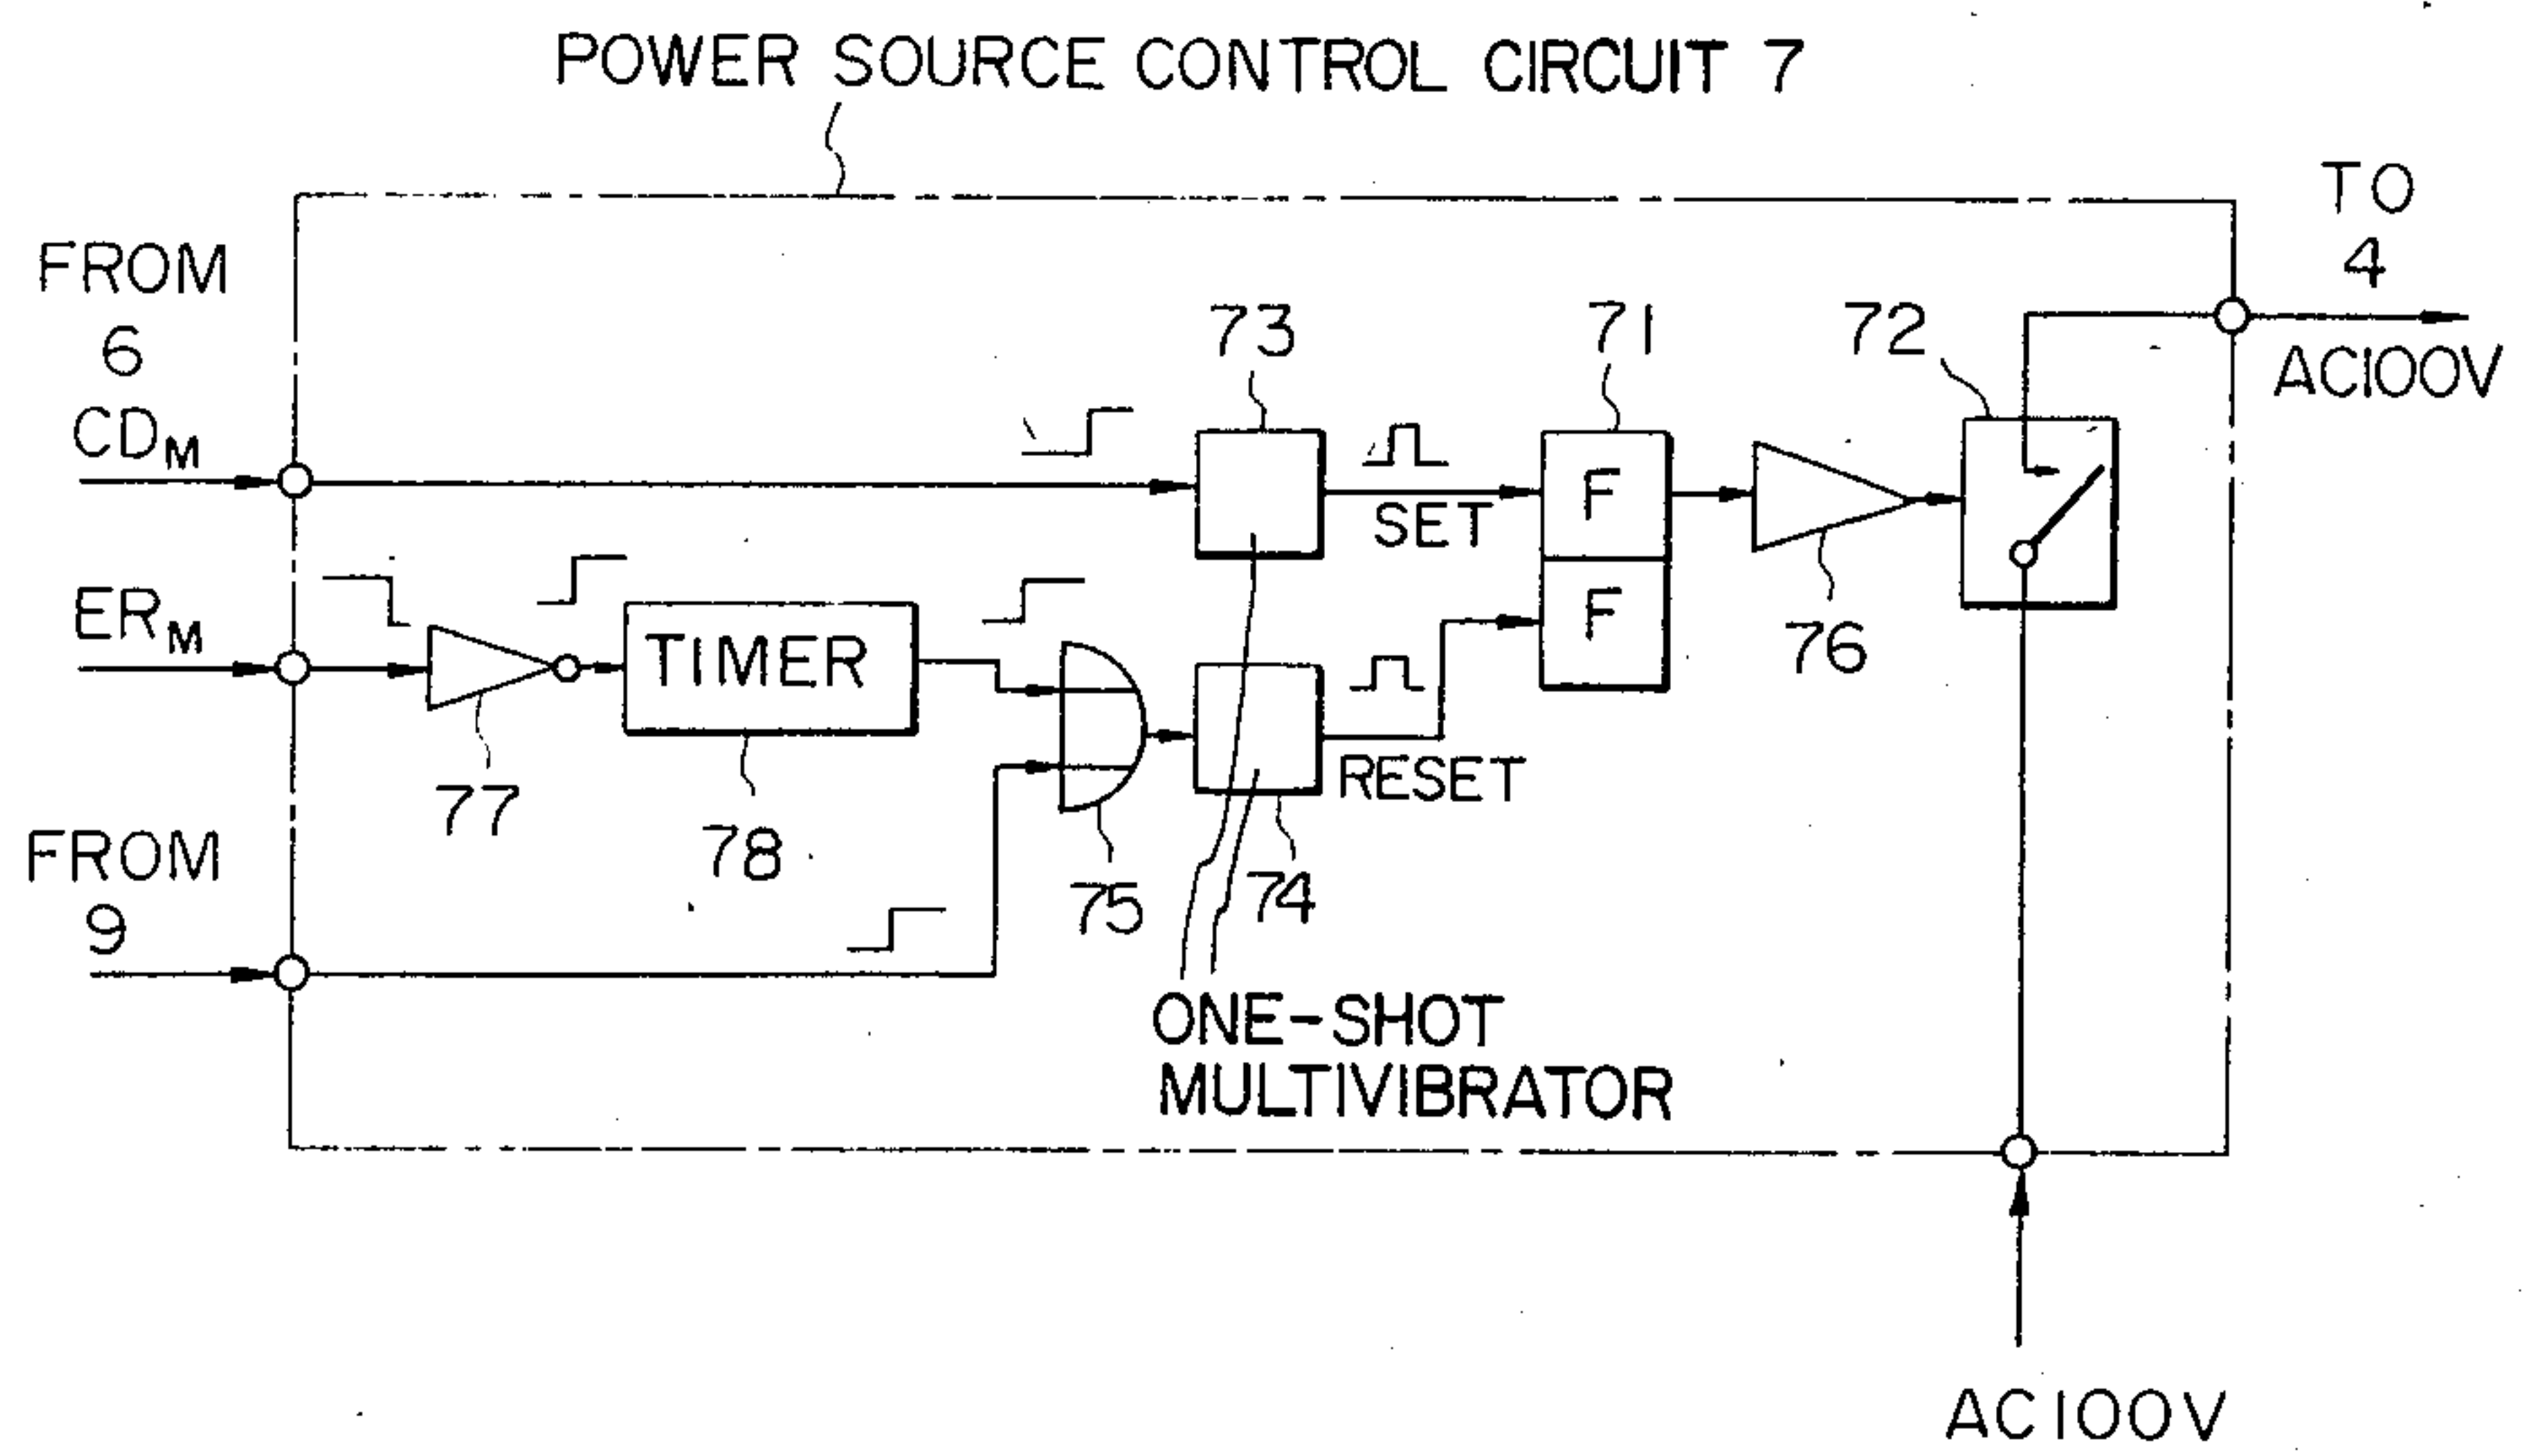 POWER SOURCE CONTROL CIRCUIT 7
TO
4
AC100V
FROM
6
CDM
ERM
FROM
9
73
71
72
SET
F
F
76
TIMER
77
78
75
74
RESET
ONE-SHOT
MULTIVIBRATOR
AC100V